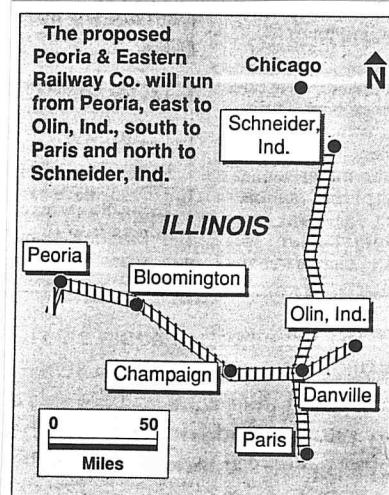 The proposed
Peoria & Eastern
Railway Co. will run
from Peoria, east to
Olin, Ind., south to
Paris and north to
Schneider, Ind.
Chicago
N
Schneider,
Ind.
ILLINOIS
Peoria
Bloomington
Olin, Ind.
Champaign
Danville
Paris
0 50
Miles